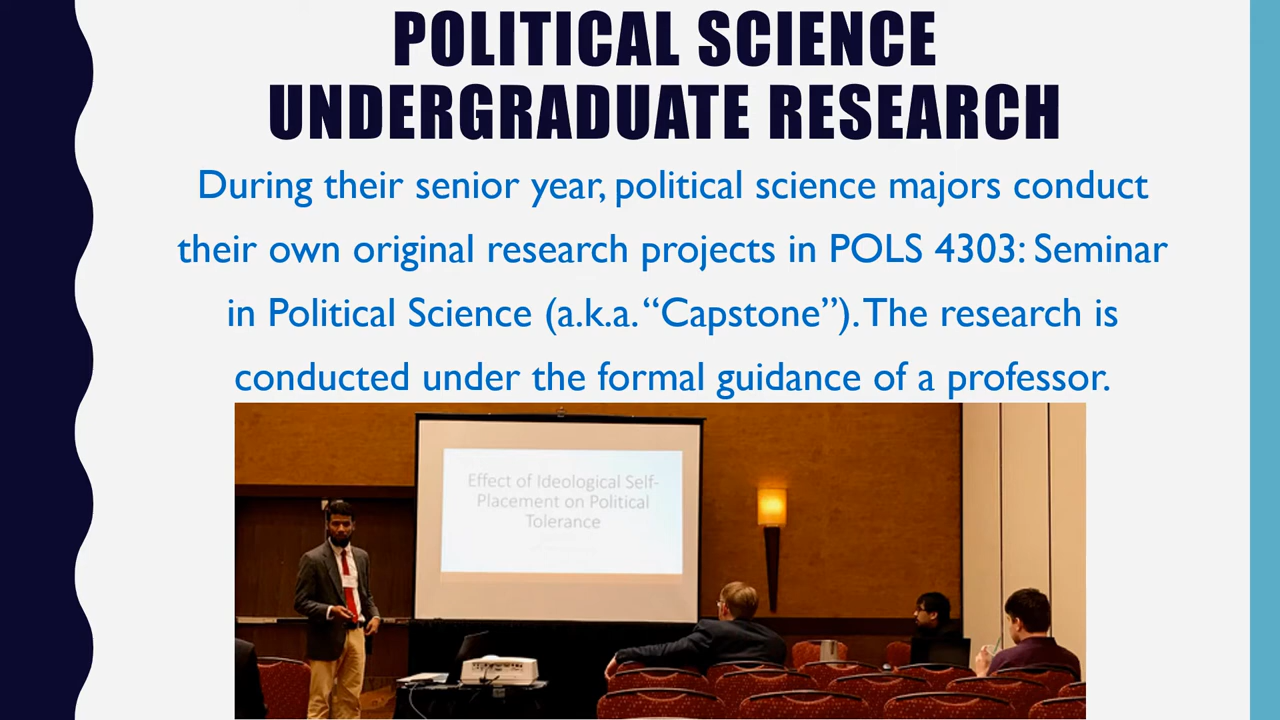 POLITICAL SCIENCE
UNDERGRADUATE RESEARCH
During their senior year, political science majors conduct
their own original research projects in POLS 4303: Seminar
in Political Science (a.k.a. “Capstone”). The research is
conducted under the formal guidance of a professor.
Effect of Ideological Self-
Placement on Political
Tolerance